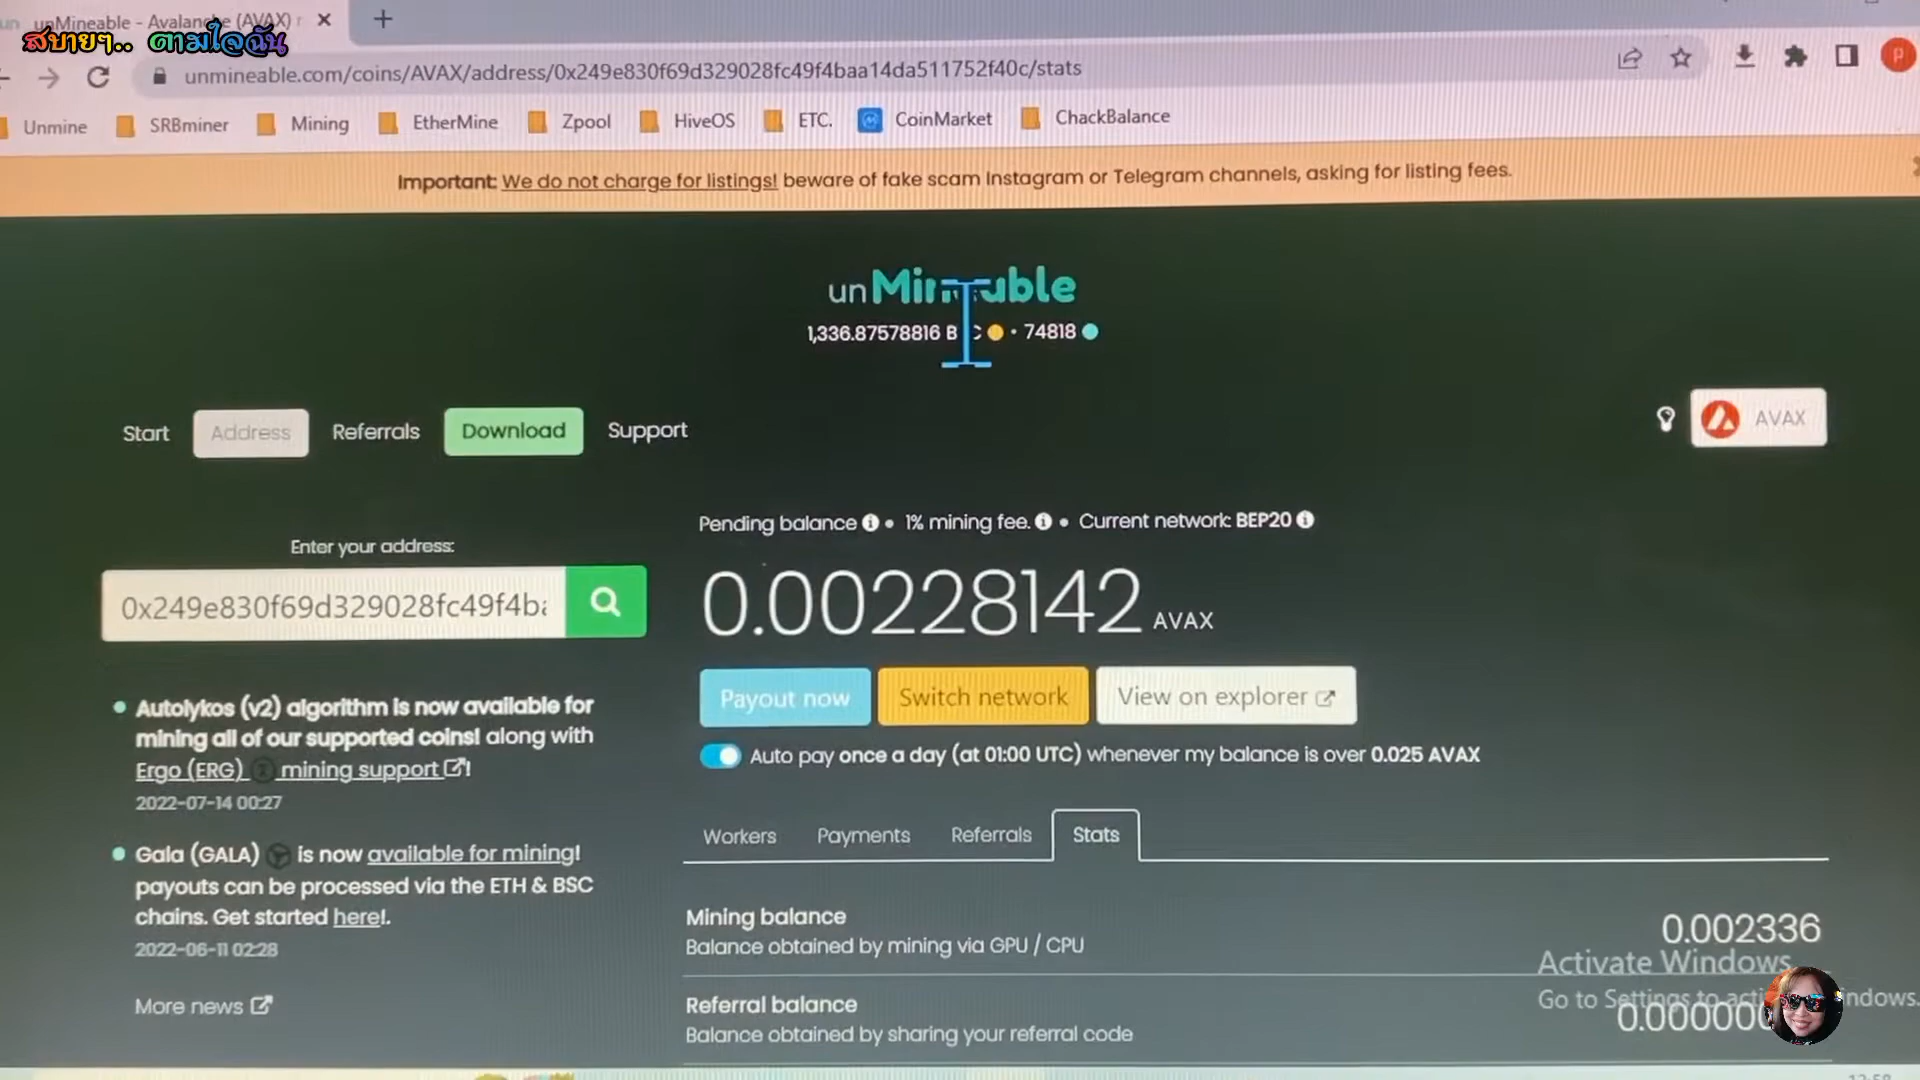 unMineable - Avalanche (AVAX)
สบายๆ.. ตามใจฉัน
unmineable.com/coins/AVAX/address/0x249e830f69d329028fc49f4baa14da511752f40c/stats
Unmine SRBminer Mining EtherMine Zpool HiveOS ETC. CoinMarket ChackBalance
Important: We do not charge for listings! beware of fake scam Instagram or Telegram channels, asking for listing fees.
1,336.87578816 B • 74818
Start Address Referrals Download Support
AVAX
Pending balance • 1% mining fee. • Current network: BEP20
Enter your address:
0x249e830f69d329028fc49f4ba
0.00228142 AVAX
Payout now Switch network View on explorer
Auto pay once a day (at 01:00 UTC) whenever my balance is over 0.025 AVAX
Autolykos (v2) algorithm is now available for
mining all of our supported coins! along with
Ergo (ERG) mining support!
2022-07-14 00:27
Gala (GALA) is now available for mining!
payouts can be processed via the ETH & BSC
chains. Get started here!.
2022-06-11 02:28
More news
Workers Payments Referrals Stats
Mining balance
Balance obtained by mining via GPU / CPU
0.002336
Activate Windows
Go to Settings to
Referral balance
Balance obtained by sharing your referral code
0.000000